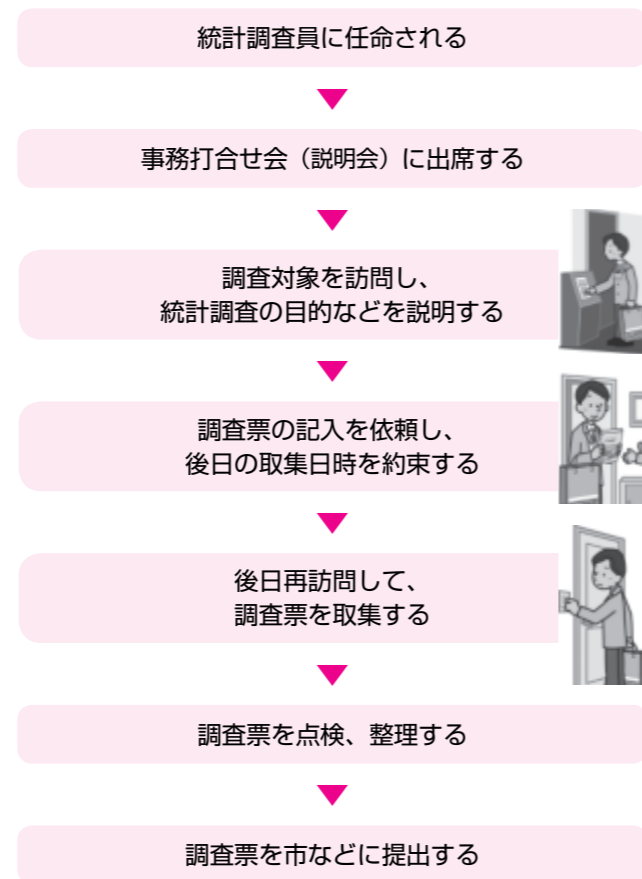 統計調査員に任命される
事務打合せ会（説明会）に出席する
調査対象を訪問し、
統計調査の目的などを説明する
調査票の記入を依頼し、
後日の取集日時を約束する
後日再訪問して、
調査票を取集する
調査票を点検、整理する
調査票を市などに提出する